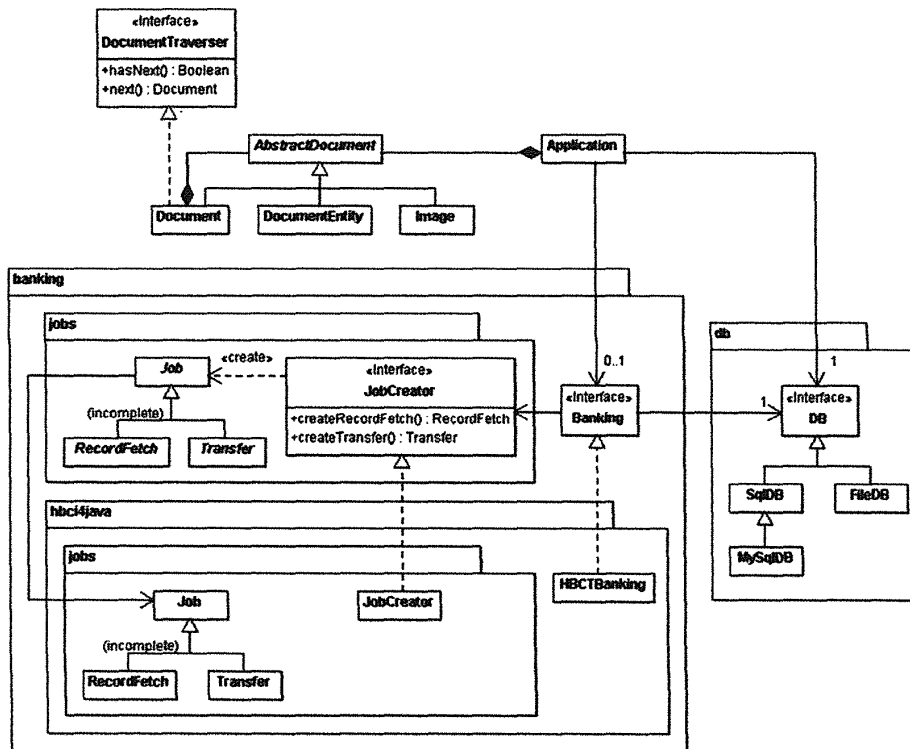 «Interface»
DocumentTraverser
+hasNext() : Boolean
+next() : Document
AbstractDocument
Application
Document
DocumentEntity
Image
banking
jobs
Job
«create»
«Interface»
JobCreator
+createRecordFetch() : RecordFetch
+createTransfer() : Transfer
(incomplete)
RecordFetch
Transfer
0..1
«Interface»
Banking
db
1
1
«Interface»
DB
SqlDB
FileDB
MySqlDB
hbci4java
jobs
Job
JobCreator
HBCTBanking
(incomplete)
RecordFetch
Transfer